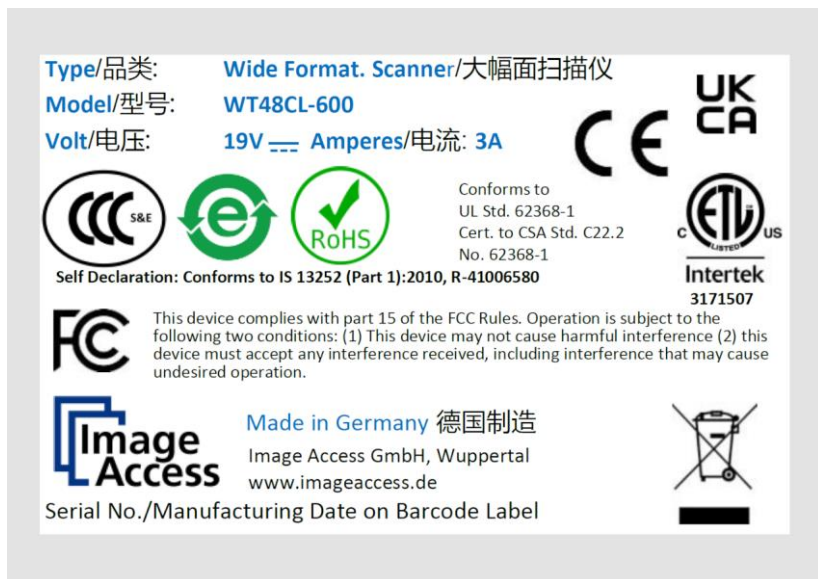 Type/品类: Wide Format. Scanner/大幅面扫描仪
Model/型号: WT48CL-600
Volt/电压: 19V Amperes/电流: 3A
CE
UK
CA
CCC S&E
e
RoHS
Conforms to
UL Std. 62368-1
Cert. to CSA Std. C22.2
No. 62368-1
C ETL US
LISTED
Intertek
3171507
Self Declaration: Conforms to IS 13252 (Part 1):2010, R-41006580
FC
This device complies with part 15 of the FCC Rules. Operation is subject to the
following two conditions: (1) This device may not cause harmful interference (2) this
device must accept any interference received, including interference that may cause
undesired operation.
Image
Access
Made in Germany 德国制造
Image Access GmbH, Wuppertal
www.imageaccess.de
Serial No./Manufacturing Date on Barcode Label